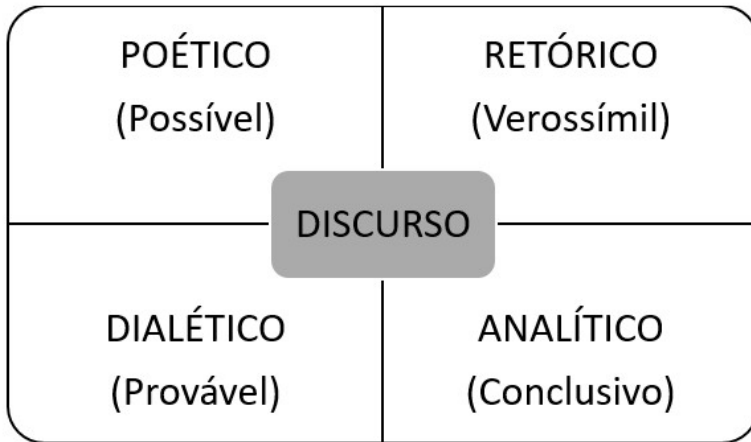 POÉTICO
(Possível)
RETÓRICO
(Verossímil)
DISCURSO
DIALÉTICO
(Provável)
ANALÍTICO
(Conclusivo)